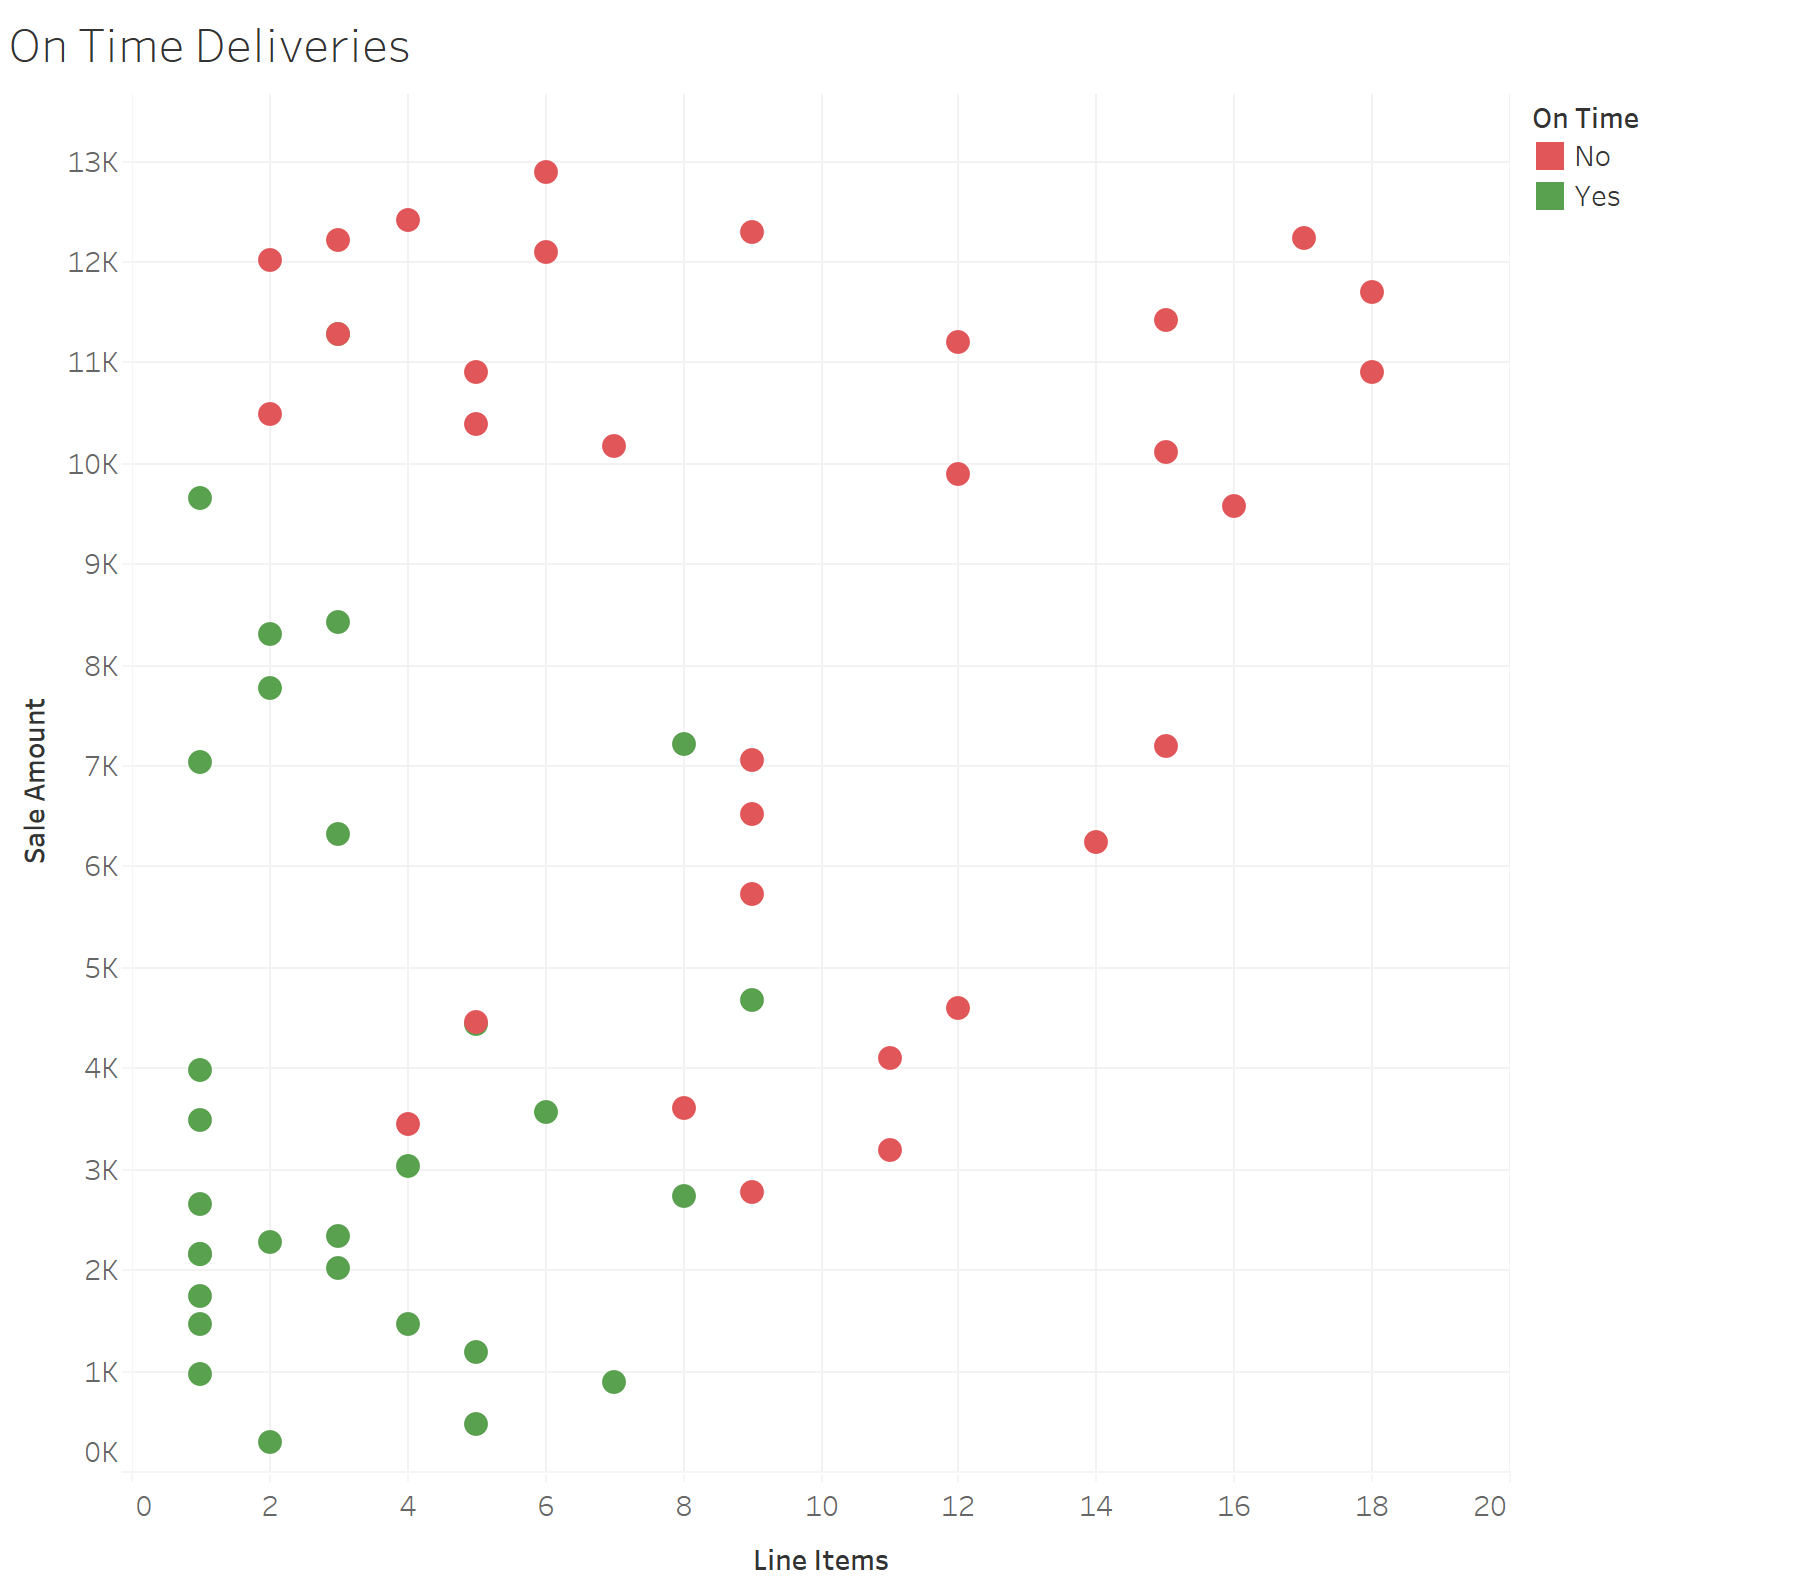 On Time Deliveries
On Time
No
Yes
13K
12K
11K
10K
9K
8K
7K
6K
5K
4K
3K
2K
1K
0K
Sale Amount
0 2 4 6 8 10 12 14 16 18 20
Line Items